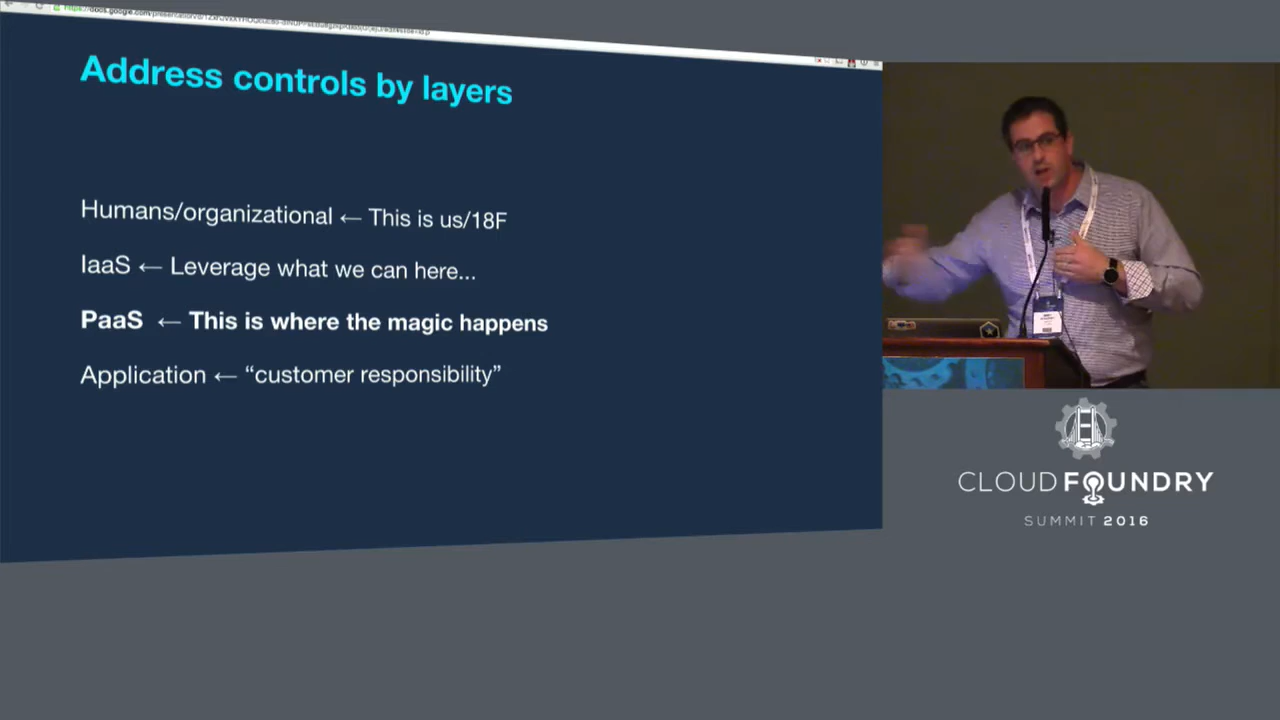 Address controls by layers
Humans/organizational ← This is us/18F
IaaS ← Leverage what we can here...
PaaS ← This is where the magic happens
Application ← “customer responsibility”
CLOUD FOUNDRY
SUMMIT 2016